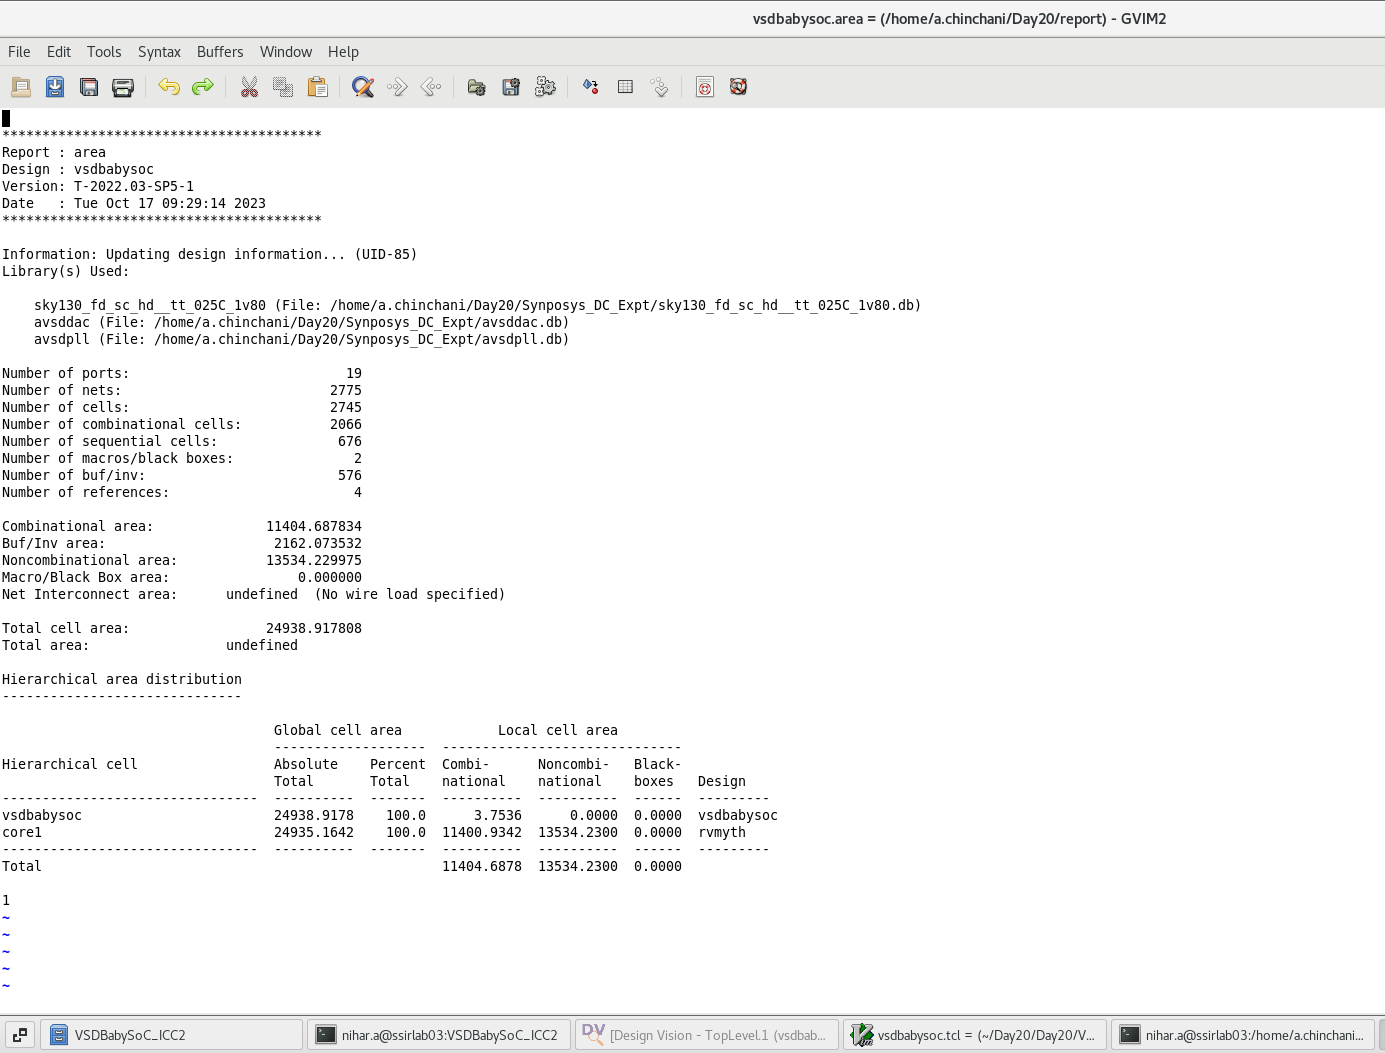 vsdbabysoc.area = (/home/a.chinchani/Day20/report) - GVIM2
File Edit Tools Syntax Buffers Window Help
****************************************
Report : area
Design : vsdbabysoc
Version: T-2022.03-SP5-1
Date   : Tue Oct 17 09:29:14 2023
****************************************
Information: Updating design information... (UID-85)
Library(s) Used:
    sky130_fd_sc_hd__tt_025C_1v80 (File: /home/a.chinchani/Day20/Synposys_DC_Expt/sky130_fd_sc_hd__tt_025C_1v80.db)
    avsddac (File: /home/a.chinchani/Day20/Synposys_DC_Expt/avsddac.db)
    avsdpll (File: /home/a.chinchani/Day20/Synposys_DC_Expt/avsdpll.db)
Number of ports:                           19
Number of nets:                          2775
Number of cells:                         2745
Number of combinational cells:           2066
Number of sequential cells:               676
Number of macros/black boxes:               2
Number of buf/inv:                        576
Number of references:                       4
Combinational area:              11404.687834
Buf/Inv area:                     2162.073532
Noncombinational area:           13534.229975
Macro/Black Box area:                0.000000
Net Interconnect area:      undefined  (No wire load specified)
Total cell area:                 24938.917808
Total area:                 undefined
Hierarchical area distribution
------------------------------
                                  Global cell area            Local cell area
                                  -------------------  ------------------------------
Hierarchical cell                 Absolute    Percent  Combi-      Noncombi-   Black-
                                  Total       Total    national    national    boxes   Design
--------------------------------  ----------  -------  ----------  ----------  ------  ---------
vsdbabysoc                        24938.9178    100.0      3.7536      0.0000  0.0000  vsdbabysoc
core1                             24935.1642    100.0  11400.9342  13534.2300  0.0000  rvmyth
--------------------------------  ----------  -------  ----------  ----------  ------  ---------
Total                                                  11404.6878  13534.2300  0.0000
1
~
~
~
~
~
VSDBabySoC_ICC2 nihar.a@ssirlab03:VSDBabySoC_ICC2 [Design Vision - TopLevel.1 (vsdbab... vsdbabysoc.tcl = (~/Day20/Day20/V... nihar.a@ssirlab03:/home/a.chinchani...